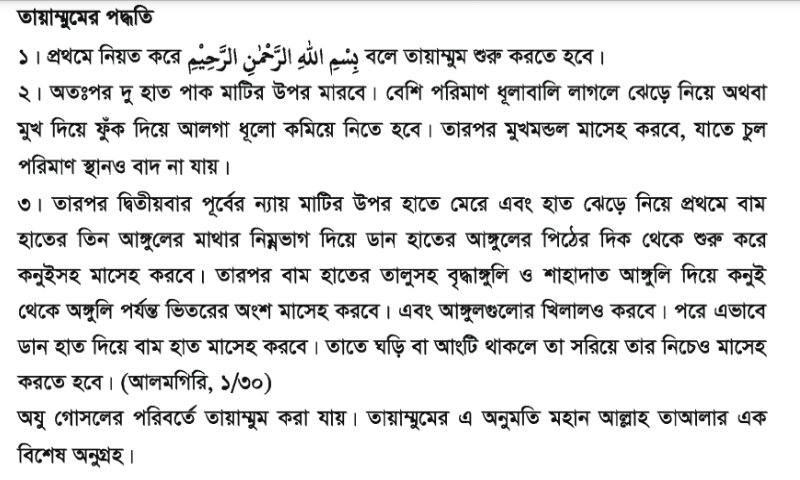 তায়াম্মুমের পদ্ধতি
১। প্রথমে নিয়ত করে بِسْمِ اللهِ الرَّحْمٰنِ الرَّحِيْمِ বলে তায়াম্মুম শুরু করতে হবে।
২। অতঃপর দু হাত পাক মাটির উপর মারবে। বেশি পরিমাণ ধূলাবালি লাগলে ঝেড়ে নিয়ে অথবা
মুখ দিয়ে ফুঁক দিয়ে আলগা ধূলো কমিয়ে নিতে হবে। তারপর মুখমন্ডল মাসেহ করবে, যাতে চুল
পরিমাণ স্থানও বাদ না যায়।
৩। তারপর দ্বিতীয়বার পূর্বের ন্যায় মাটির উপর হাতে মেরে এবং হাত ঝেড়ে নিয়ে প্রথমে বাম
হাতের তিন আঙ্গুলের মাথার নিম্নভাগ দিয়ে ডান হাতের আঙ্গুলের পিঠের দিক থেকে শুরু করে
কনুইসহ মাসেহ করবে। তারপর বাম হাতের তালুসহ বৃদ্ধাঙ্গুলি ও শাহাদাত আঙ্গুলি দিয়ে কনুই
থেকে অঙ্গুলি পর্যন্ত ভিতরের অংশ মাসেহ করবে। এবং আঙ্গুলগুলোর খিলালও করবে। পরে এভাবে
ডান হাত দিয়ে বাম হাত মাসেহ করবে। তাতে ঘড়ি বা আংটি থাকলে তা সরিয়ে তার নিচেও মাসেহ
করতে হবে। (আলমগিরি, ১/৩০)
অযু গোসলের পরিবর্তে তায়াম্মুম করা যায়। তায়াম্মুমের এ অনুমতি মহান আল্লাহ তাআলার এক
বিশেষ অনুগ্রহ।